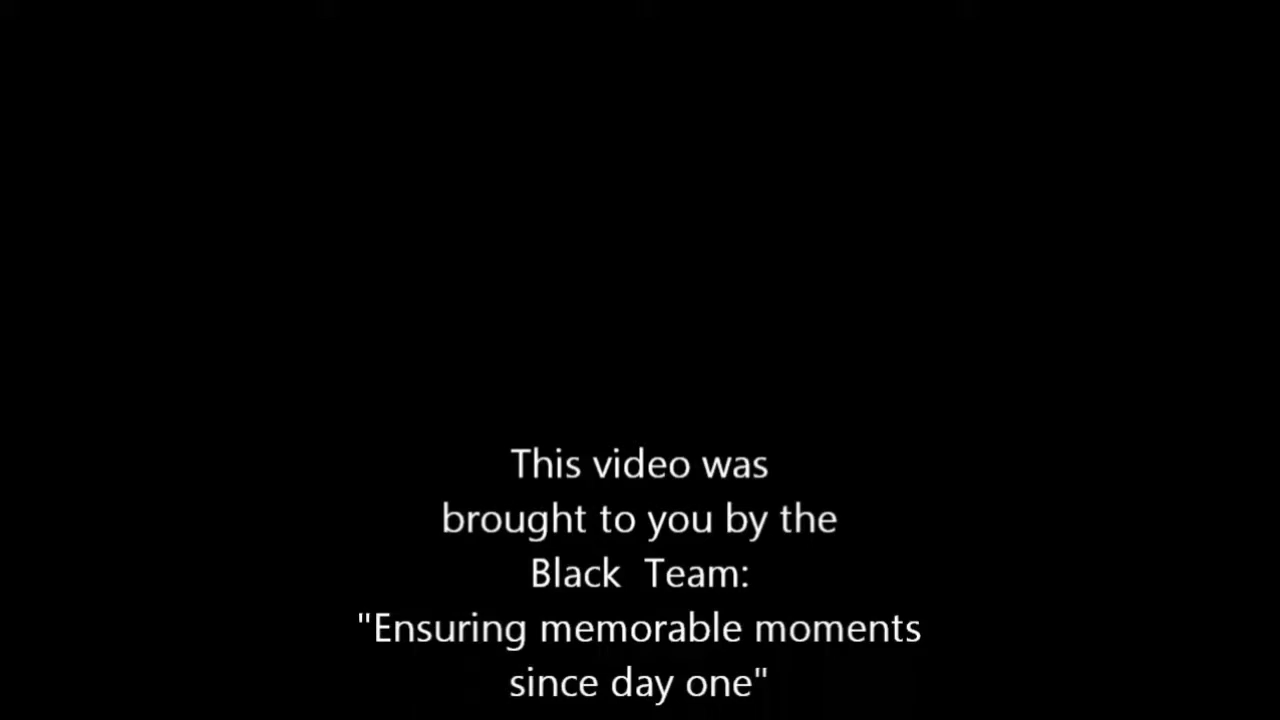 This video was
brought to you by the
Black  Team:
"Ensuring memorable moments
since day one"